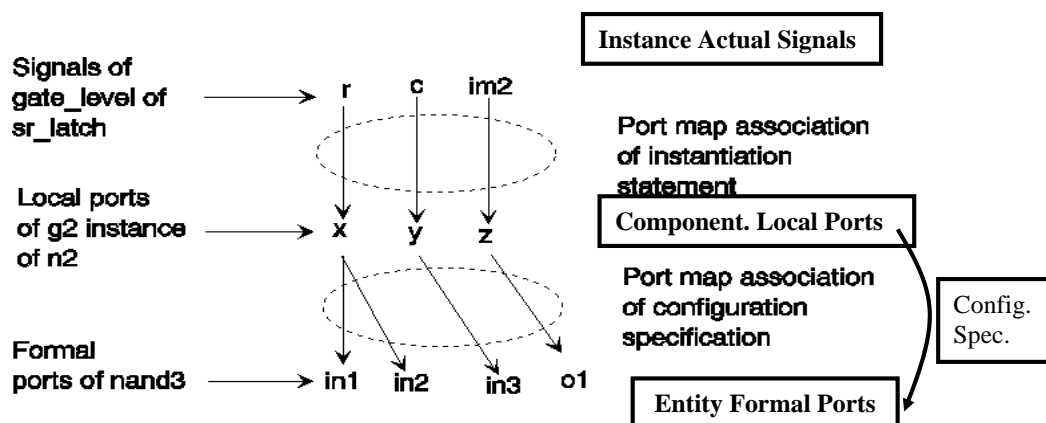 Instance Actual Signals
Signals of
gate_level of
sr_latch
r c im2
Port map association
of instantiation
statement
Local ports
of g2 instance
of n2
x y z
Component. Local Ports
Port map association
of configuration
specification
Config.
Spec.
Formal
ports of nand3
in1 in2 in3 o1
Entity Formal Ports